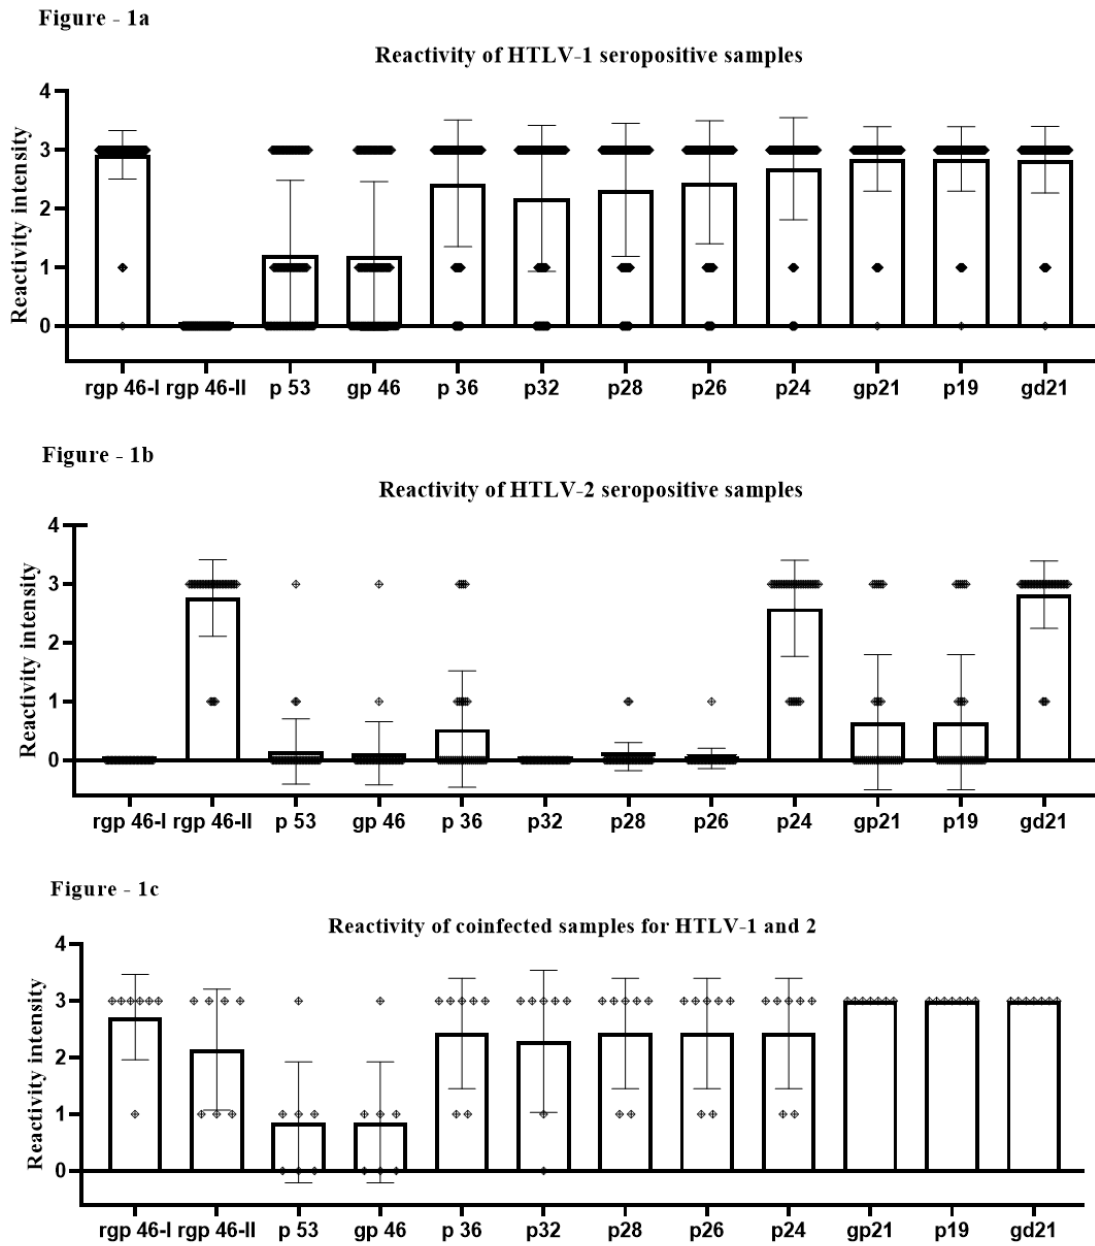 Figure - 1a
Reactivity of HTLV-1 seropositive samples
Reactivity intensity
4
3
2
1
0
rgp 46-I rgp 46-II p 53 gp 46 p 36 p32 p28 p26 p24 gp21 p19 gd21
Figure - 1b
Reactivity of HTLV-2 seropositive samples
Reactivity intensity
4
3
2
1
0
rgp 46-I rgp 46-II p 53 gp 46 p 36 p32 p28 p26 p24 gp21 p19 gd21
Figure - 1c
Reactivity of coinfected samples for HTLV-1 and 2
Reactivity intensity
4
3
2
1
0
rgp 46-I rgp 46-II p 53 gp 46 p 36 p32 p28 p26 p24 gp21 p19 gd21